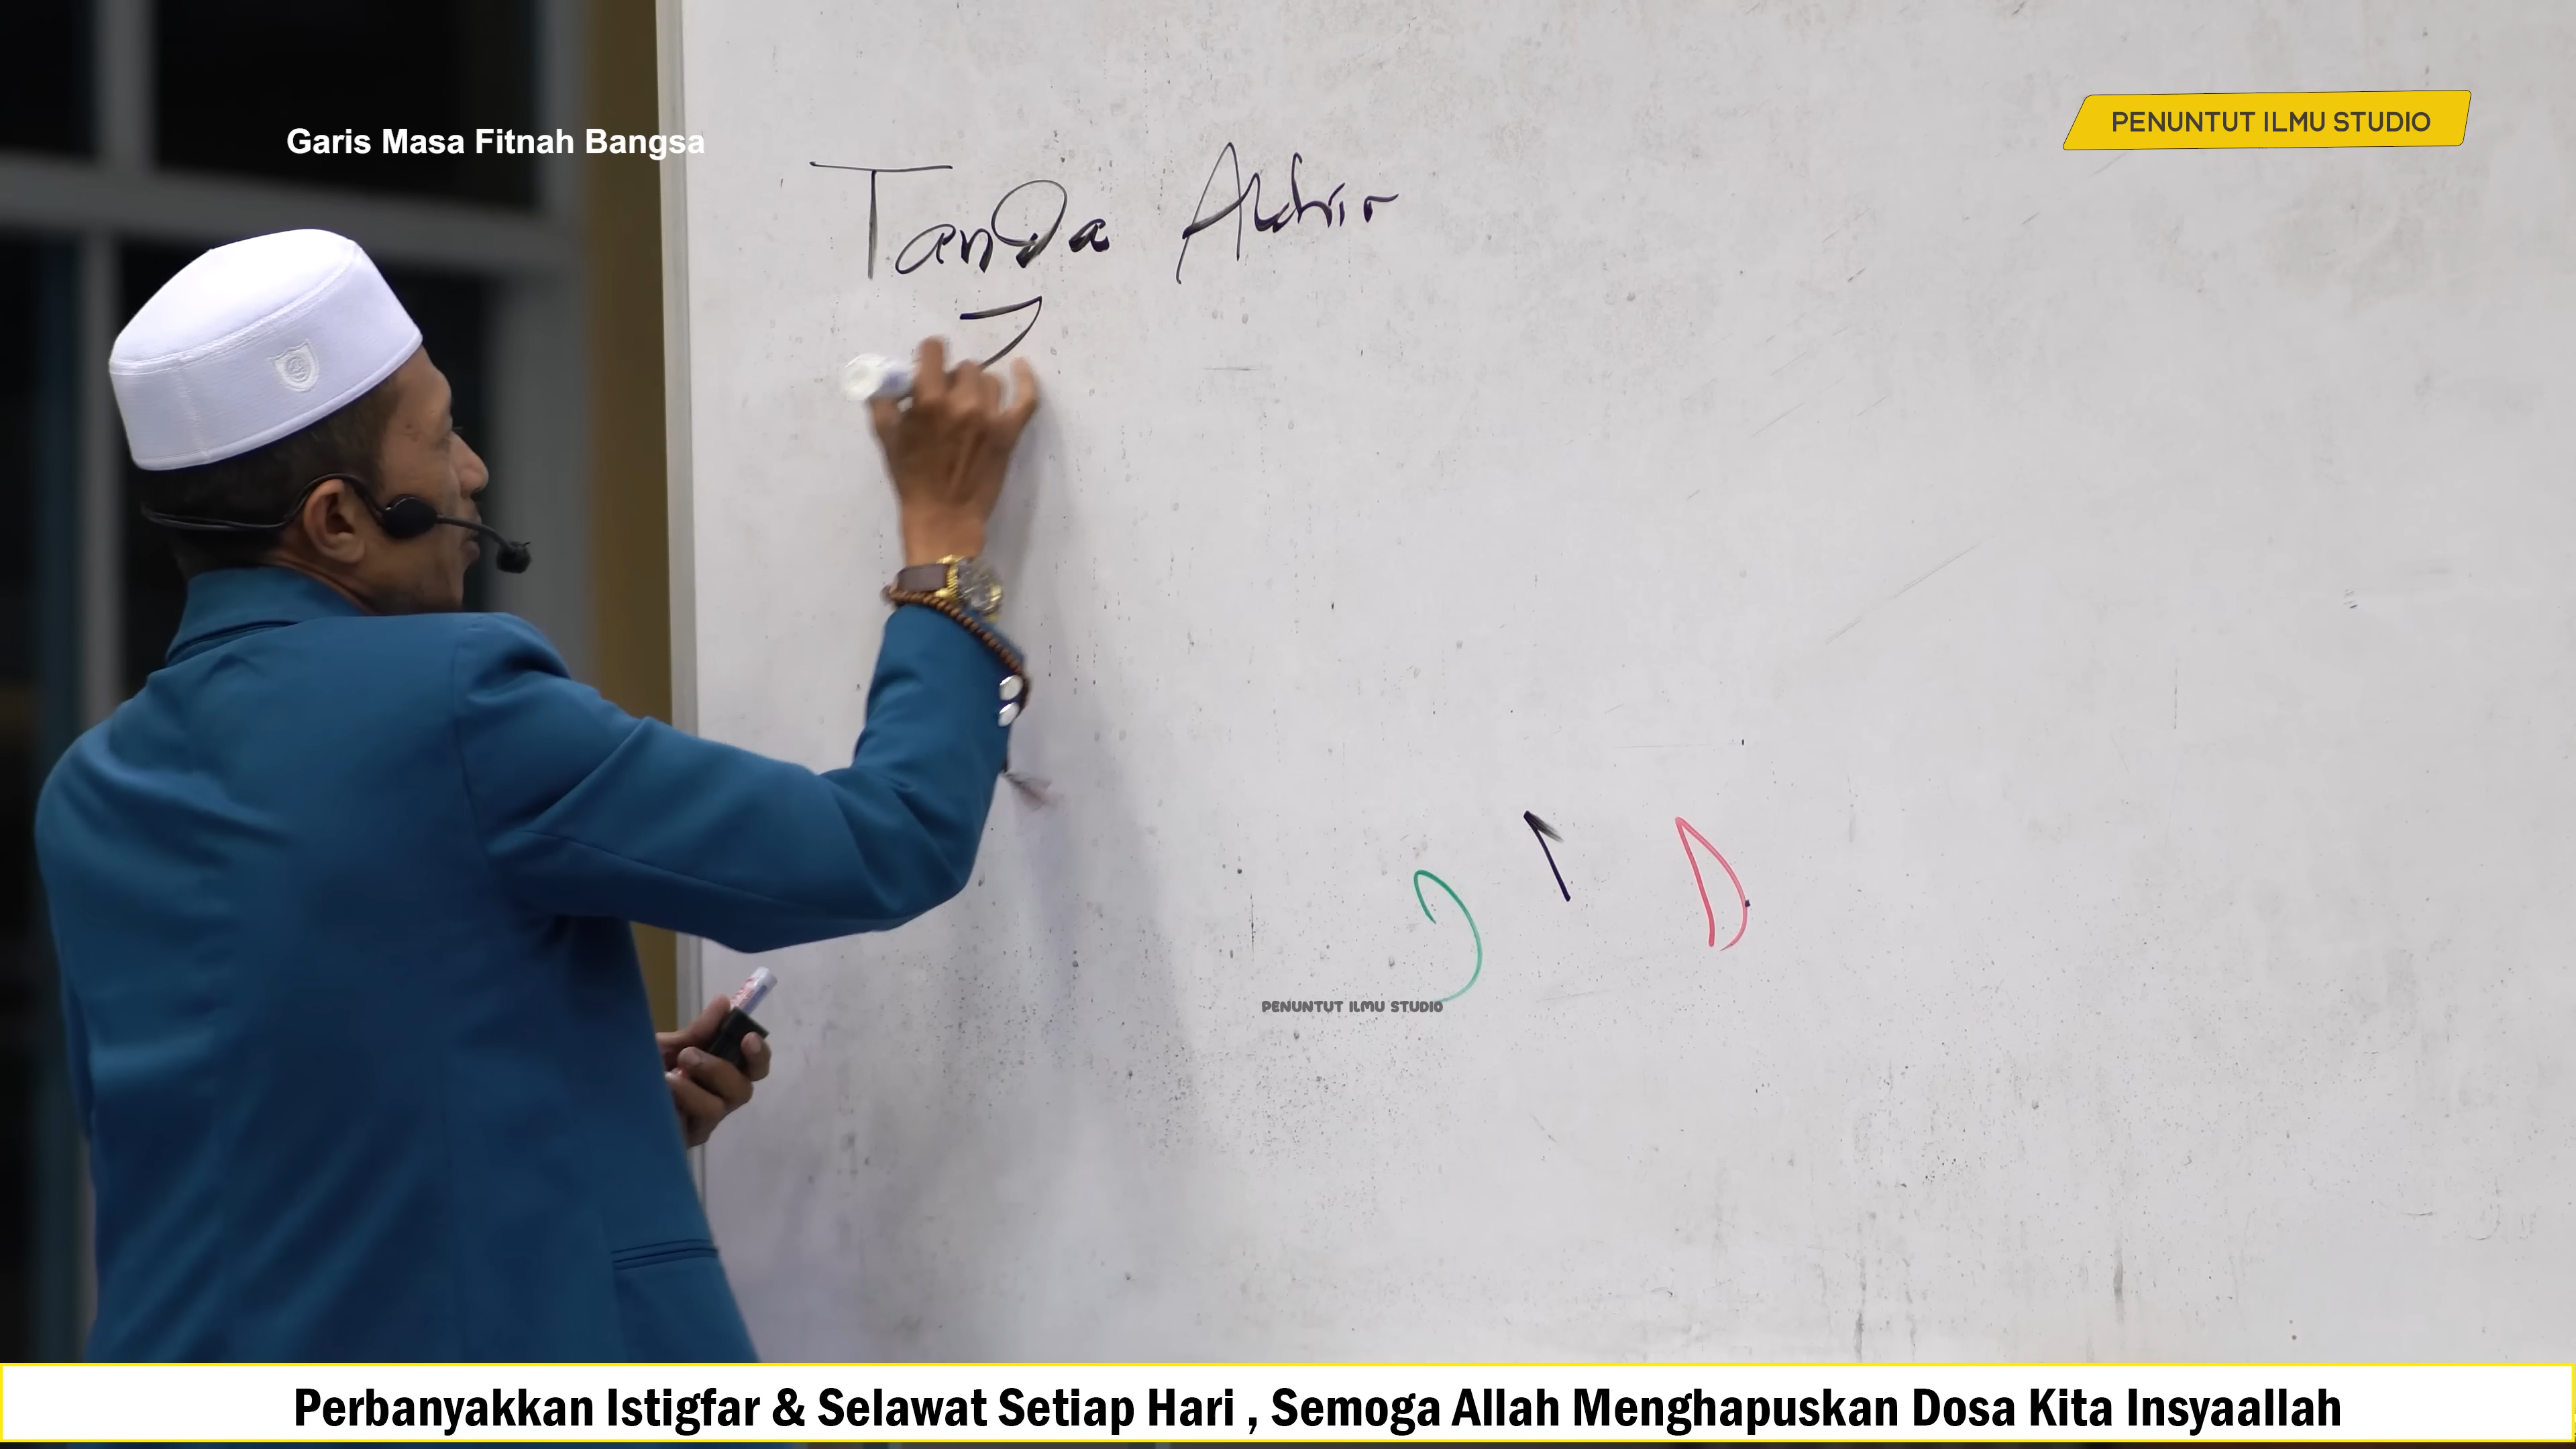 Garis Masa Fitnah Bangsa
PENUNTUT ILMU STUDIO
Tanda Akhir
PENUNTUT ILMU STUDIO
Perbanyakkan Istigfar & Selawat Setiap Hari , Semoga Allah Menghapuskan Dosa Kita Insyaallah